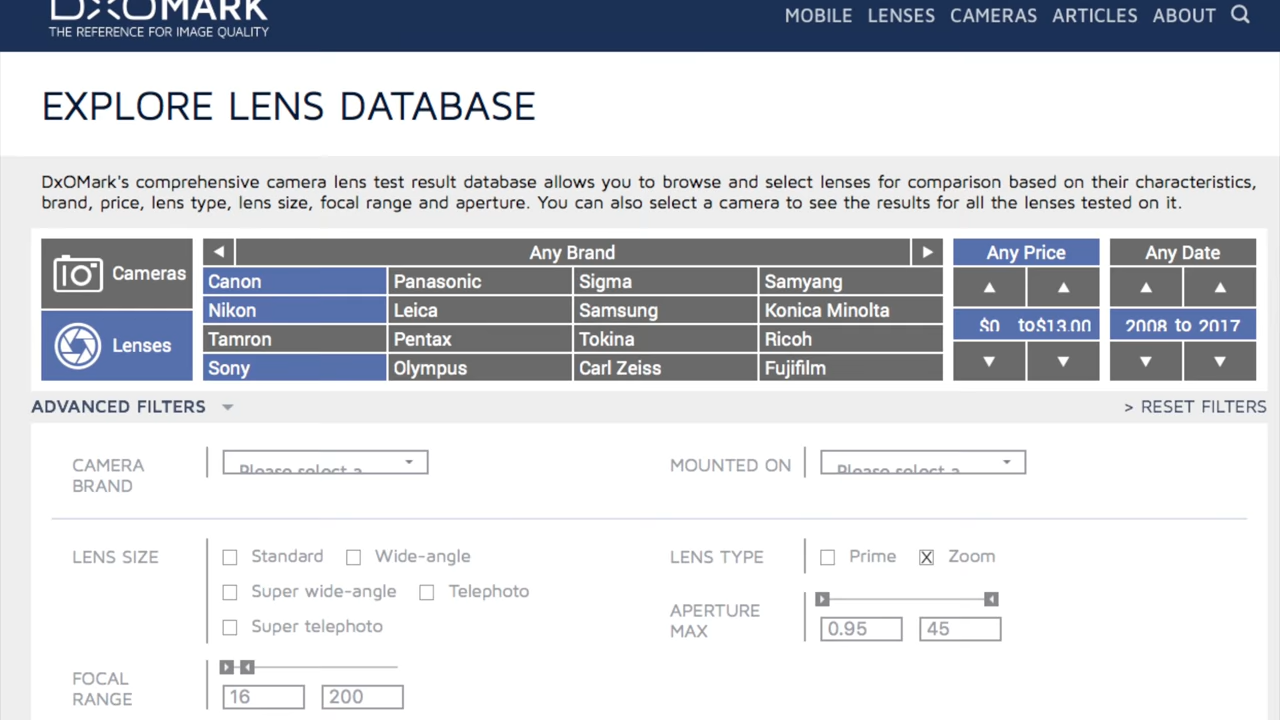 DXOMARK
THE REFERENCE FOR IMAGE QUALITY
MOBILE LENSES CAMERAS ARTICLES ABOUT
EXPLORE LENS DATABASE
DxOMark's comprehensive camera lens test result database allows you to browse and select lenses for comparison based on their characteristics,
brand, price, lens type, lens size, focal range and aperture. You can also select a camera to see the results for all the lenses tested on it.
Cameras
Lenses
Any Brand
Canon Panasonic Sigma Samyang
Nikon Leica Samsung Konica Minolta
Tamron Pentax Tokina Ricoh
Sony Olympus Carl Zeiss Fujifilm
Any Price
$0 to$13,00
Any Date
2008 to 2017
ADVANCED FILTERS
> RESET FILTERS
CAMERA
BRAND
Please select a
MOUNTED ON
Please select a
LENS SIZE
Standard Wide-angle
Super wide-angle Telephoto
Super telephoto
LENS TYPE
Prime Zoom
APERTURE
MAX
0.95 45
FOCAL
RANGE
16 200